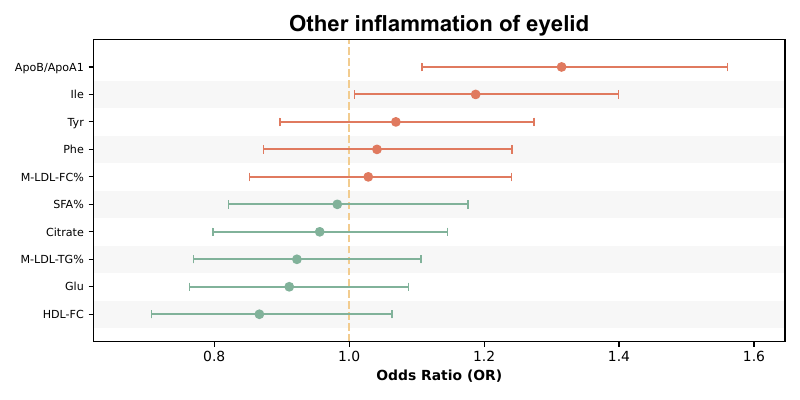 Other inflammation of eyelid
ApoB/ApoA1
Ile
Tyr
Phe
M-LDL-FC%
SFA%
Citrate
M-LDL-TG%
Glu
HDL-FC
0.8 1.0 1.2 1.4 1.6
Odds Ratio (OR)